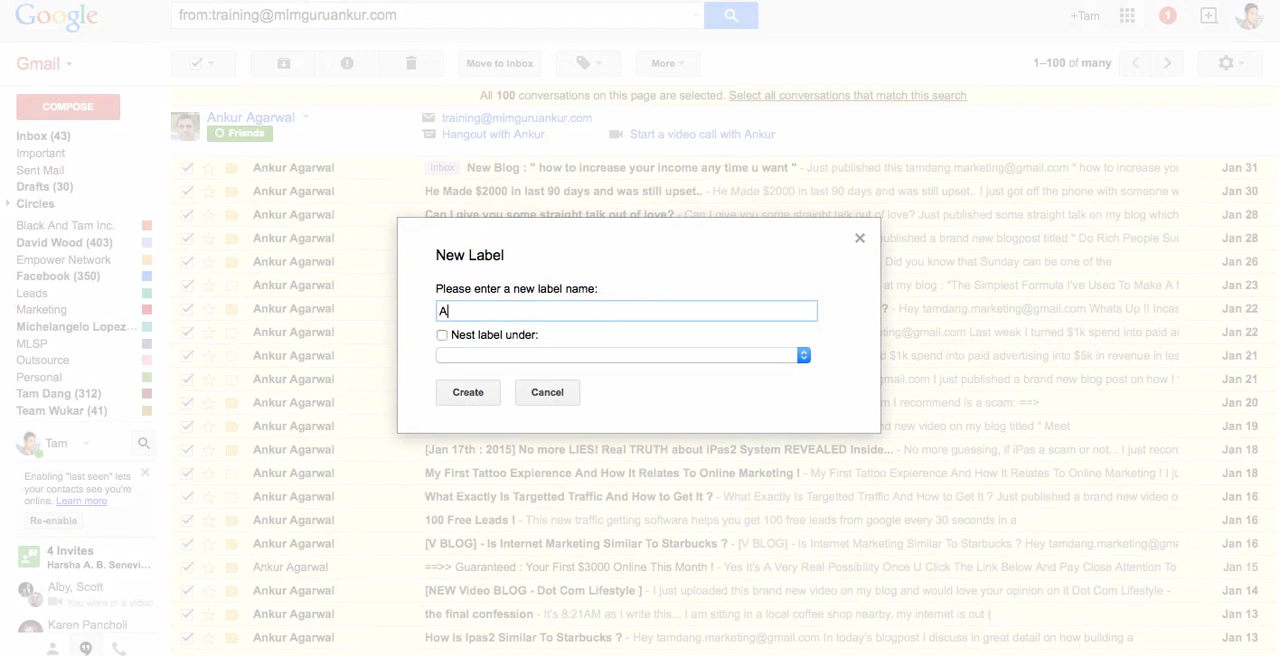 Google
from:training@mlmguruankur.com
+Tam
1
Gmail
Move to Inbox
More
1–100 of many
All 100 conversations on this page are selected. Select all conversations that match this search
COMPOSE
Inbox (43)
Important
Sent Mail
Drafts (30)
Circles
Black And Tam Inc.
David Wood (403)
Empower Network
Facebook (350)
Leads
Marketing
Michelangelo Lopez...
MLSP
Outsource
Personal
Tam Dang (312)
Team Wukar (41)
Tam
Enabling "last seen" lets
your contacts see you're
online. Learn more
Re-enable
4 Invites
Harsha A. B. Senevi...
Alby, Scott
You were in a video
Karen Pancholi
Ankur Agarwal
Friends
training@mlmguruankur.com
Hangout with Ankur
Start a video call with Ankur
Ankur Agarwal Inbox New Blog : " how to increase your income any time u want " - Just published this tamdang.marketing@gmail.com " how to increase you Jan 31
Ankur Agarwal He Made $2000 in last 90 days and was still upset.. - He Made $2000 in last 90 days and was still upset.. I just got off the phone with someone w Jan 30
Ankur Agarwal Can I give you some straight talk out of love? - Can I give you some straight talk out of love? Just published some straight talk on my blog which Jan 28
Ankur Agarwal published a brand new blogpost titled " Do Rich People Su Jan 28
Ankur Agarwal Did you know that Sunday can be one of the Jan 26
Ankur Agarwal at my blog : "The Simplest Formula I've Used To Make A Jan 23
Ankur Agarwal Hey tamdang.marketing@gmail.com Whats Up !! Incas Jan 22
Ankur Agarwal marketing@gmail.com Last week I turned $1k spend into paid a Jan 22
Ankur Agarwal d $1k spend into paid advertising into $5k in revenue in les Jan 21
Ankur Agarwal gmail.com I just published a brand new blog post on how I Jan 21
Ankur Agarwal I recommend is a scam: ==> Jan 20
Ankur Agarwal nd new video on my blog titled " Meet Jan 19
Ankur Agarwal [Jan 17th : 2015] No more LIES! Real TRUTH about iPas2 System REVEALED Inside... - No more guessing, if iPas a scam or not... I just recor Jan 18
Ankur Agarwal My First Tattoo Expierence And How It Relates To Online Marketing ! - My First Tattoo Expierence And How It Relates To Online Marketing ! I ju Jan 18
Ankur Agarwal What Exactly Is Targetted Traffic And How to Get It ? - What Exactly Is Targetted Traffic And How to Get It ? Just published a brand new video o Jan 16
Ankur Agarwal 100 Free Leads ! - This new traffic getting software helps you get 100 free leads from google every 30 seconds in a Jan 16
Ankur Agarwal [V BLOG] - Is Internet Marketing Similar To Starbucks ? - [V BLOG] - Is Internet Marketing Similar To Starbucks ? Hey tamdang.marketing@gma Jan 16
Ankur Agarwal ==>> Guaranteed : Your First $3000 Online This Month ! - Yes It's A Very Real Possibility Once U Click The Link Below And Pay Close Attention To Jan 15
Ankur Agarwal [NEW Video BLOG - Dot Com Lifestyle ] - I just uploaded this brand new video on my blog and would love your opinion on it Dot Com Lifestyle - Jan 14
Ankur Agarwal the final confession - It's 8:21AM as I write this... I am sitting in a local coffee shop nearby. my internet is out ( Jan 13
Ankur Agarwal How Is Ipas2 Similar To Starbucks ? - Hey tamdang.marketing@gmail.com In today's blogpost I discuss in great detail on how building a Jan 13
New Label
Please enter a new label name:
A
Nest label under:
Create
Cancel